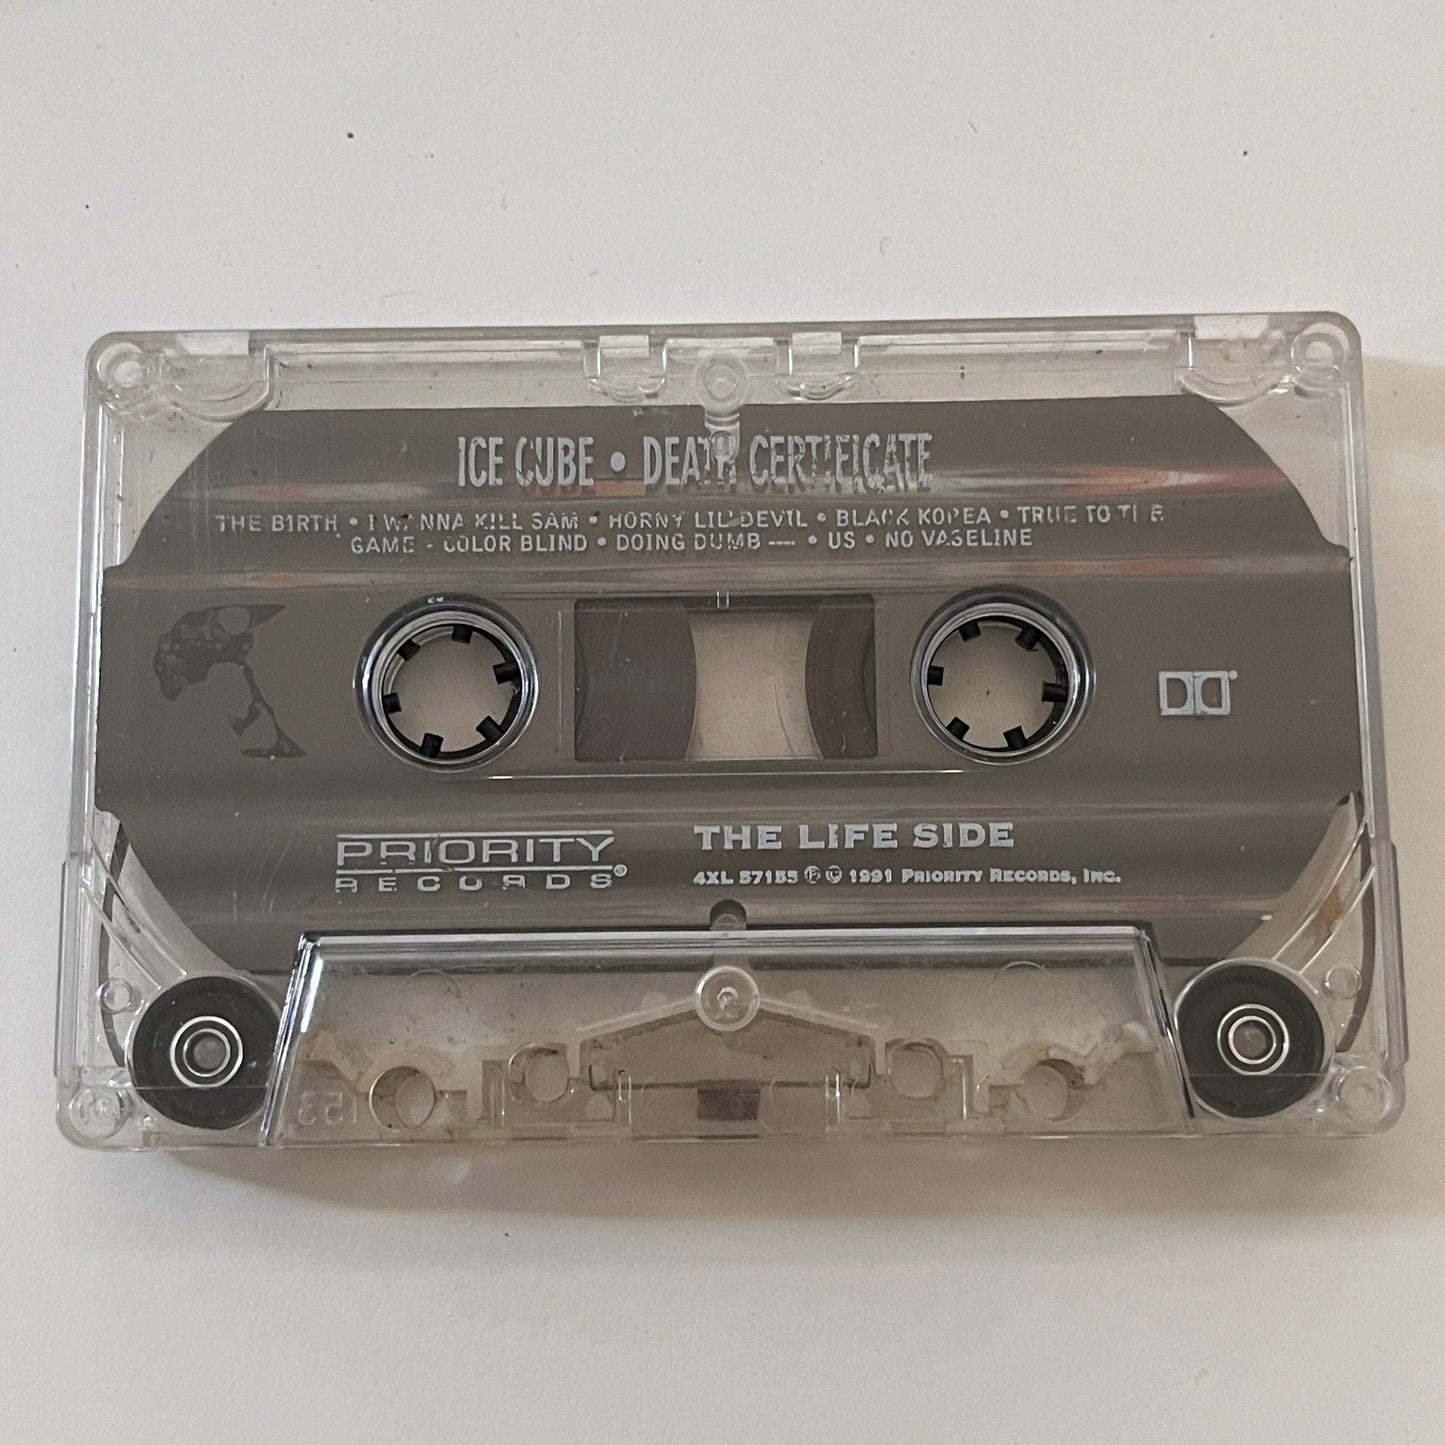 ICE CUBE • DEATH CERTIFICATE
THE BIRTH • I WANNA KILL SAM • HORNY LIL' DEVIL • BLACK KOREA • TRUE TO THE
GAME • COLOR BLIND • DOING DUMB ---- • US • NO VASELINE
PRIORITY
RECORDS®
THE LIFE SIDE
4XL 57155 ℗ © 1991 PRIORITY RECORDS, INC.